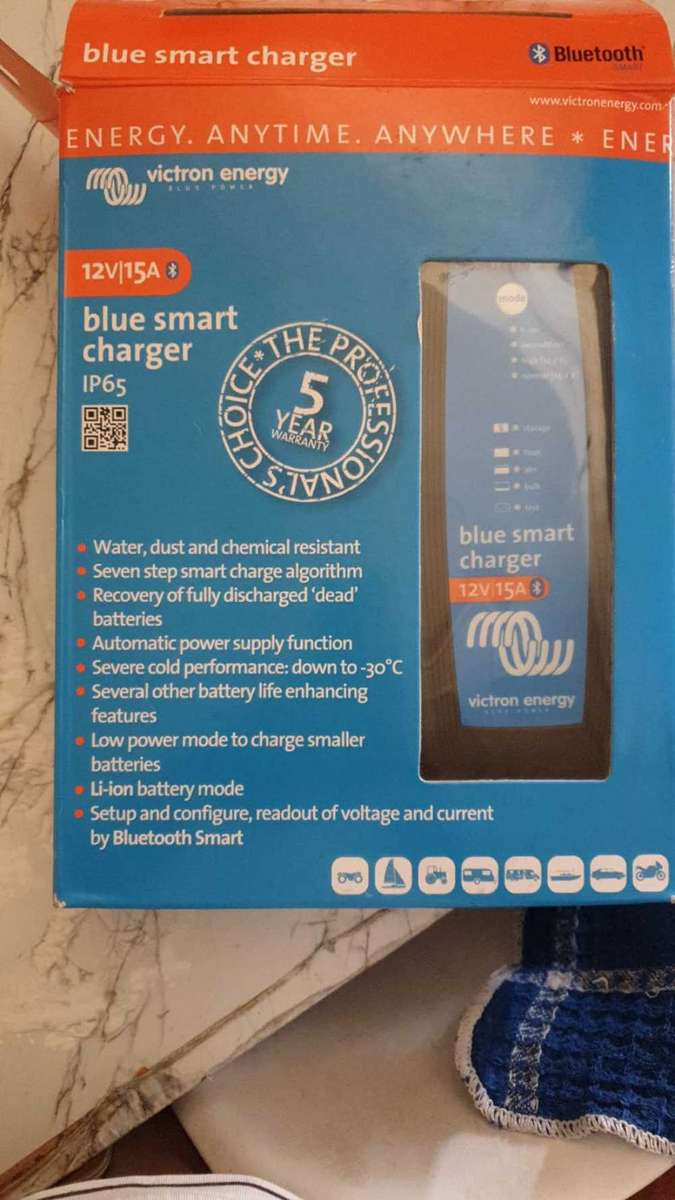 blue smart charger
Bluetooth
SMART
www.victronenergy.com
ENERGY. ANYTIME. ANYWHERE * ENER
victron energy
BLUE POWER
12V|15A
blue smart
charger
IP65
THE PROFESSIONAL'S CHOICE *
5
YEAR
WARRANTY
Water, dust and chemical resistant
Seven step smart charge algorithm
Recovery of fully discharged ‘dead’
batteries
Automatic power supply function
Severe cold performance: down to -30°C
Several other battery life enhancing
features
Low power mode to charge smaller
batteries
Li-ion battery mode
Setup and configure, readout of voltage and current
by Bluetooth Smart
mode
storage
float
abs
bulk
test
blue smart
charger
12V|15A
victron energy